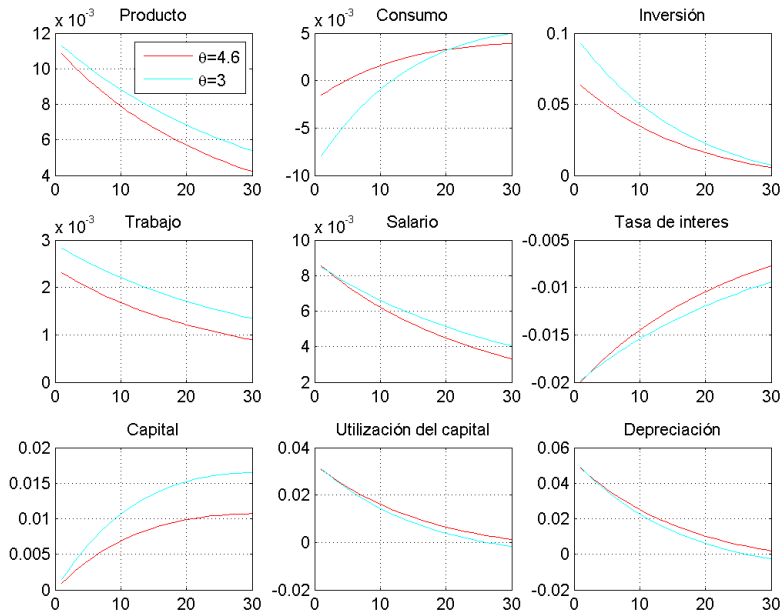 Producto
x 10-3
12
10
8
6
4
0 10 20 30
θ=4.6
θ=3
Consumo
x 10-3
5
0
-5
-10
0 10 20 30
Inversión
0.1
0.05
0
0 10 20 30
Trabajo
x 10-3
3
2
1
0
0 10 20 30
Salario
x 10-3
10
8
6
4
2
0 10 20 30
Tasa de interes
-0.005
-0.01
-0.015
-0.02
0 10 20 30
Capital
0.02
0.015
0.01
0.005
0
0 10 20 30
Utilización del capital
0.04
0.02
0
-0.02
0 10 20 30
Depreciación
0.06
0.04
0.02
0
-0.02
0 10 20 30